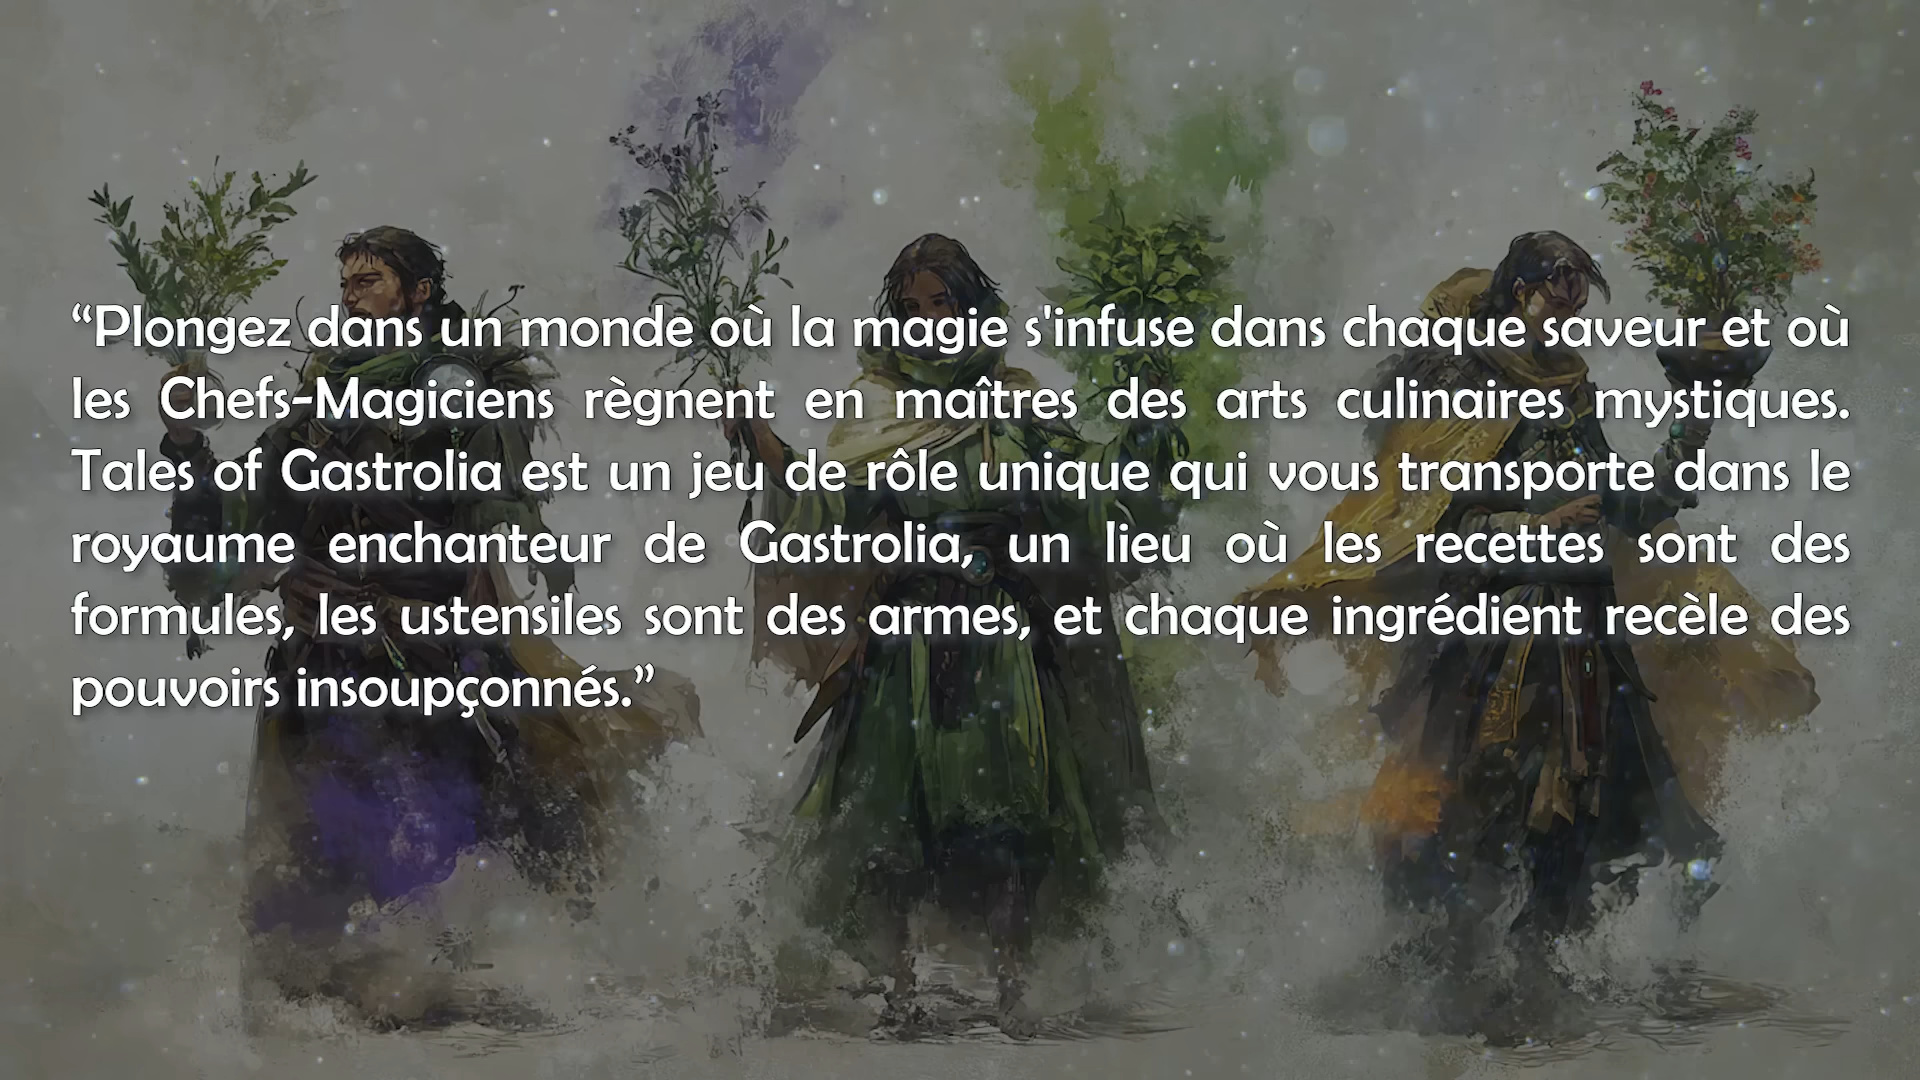 “Plongez dans un monde où la magie s'infuse dans chaque saveur et où
les Chefs-Magiciens règnent en maîtres des arts culinaires mystiques.
Tales of Gastrolia est un jeu de rôle unique qui vous transporte dans le
royaume enchanteur de Gastrolia, un lieu où les recettes sont des
formules, les ustensiles sont des armes, et chaque ingrédient recèle des
pouvoirs insoupçonnés.”